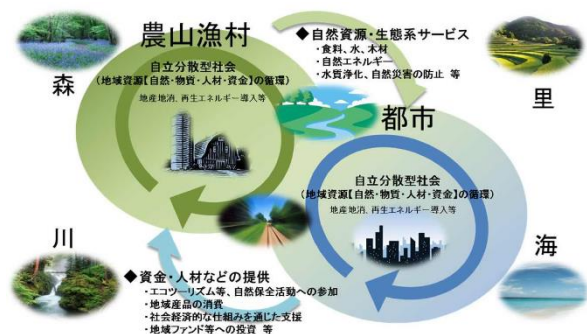 農山漁村
森
自立分散型社会
(地域資源【自然・物質・人材・資金】の循環)
地産地消、再生エネルギー導入等
◆自然資源・生態系サービス
・食料、水、木材
・自然エネルギー
・水質浄化、自然災害の防止 等
里
都市
自立分散型社会
(地域資源【自然・物質・人材・資金】の循環)
地産地消、再生エネルギー導入等
川
◆資金・人材などの提供
・エコツーリズム等、自然保全活動への参加
・地域産品の消費
・社会経済的な仕組みを通じた支援
・地域ファンド等への投資 等
海